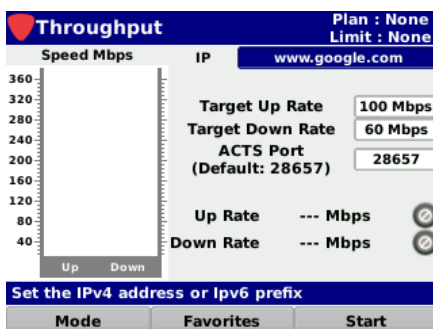 Throughput
Plan : None
Limit : None
Speed Mbps
IP www.google.com
360
320
280
240
200
160
120
80
40
Up Down
Target Up Rate 100 Mbps
Target Down Rate 60 Mbps
ACTS Port
(Default: 28657) 28657
Up Rate --- Mbps
Down Rate --- Mbps
Set the IPv4 address or Ipv6 prefix
Mode Favorites Start